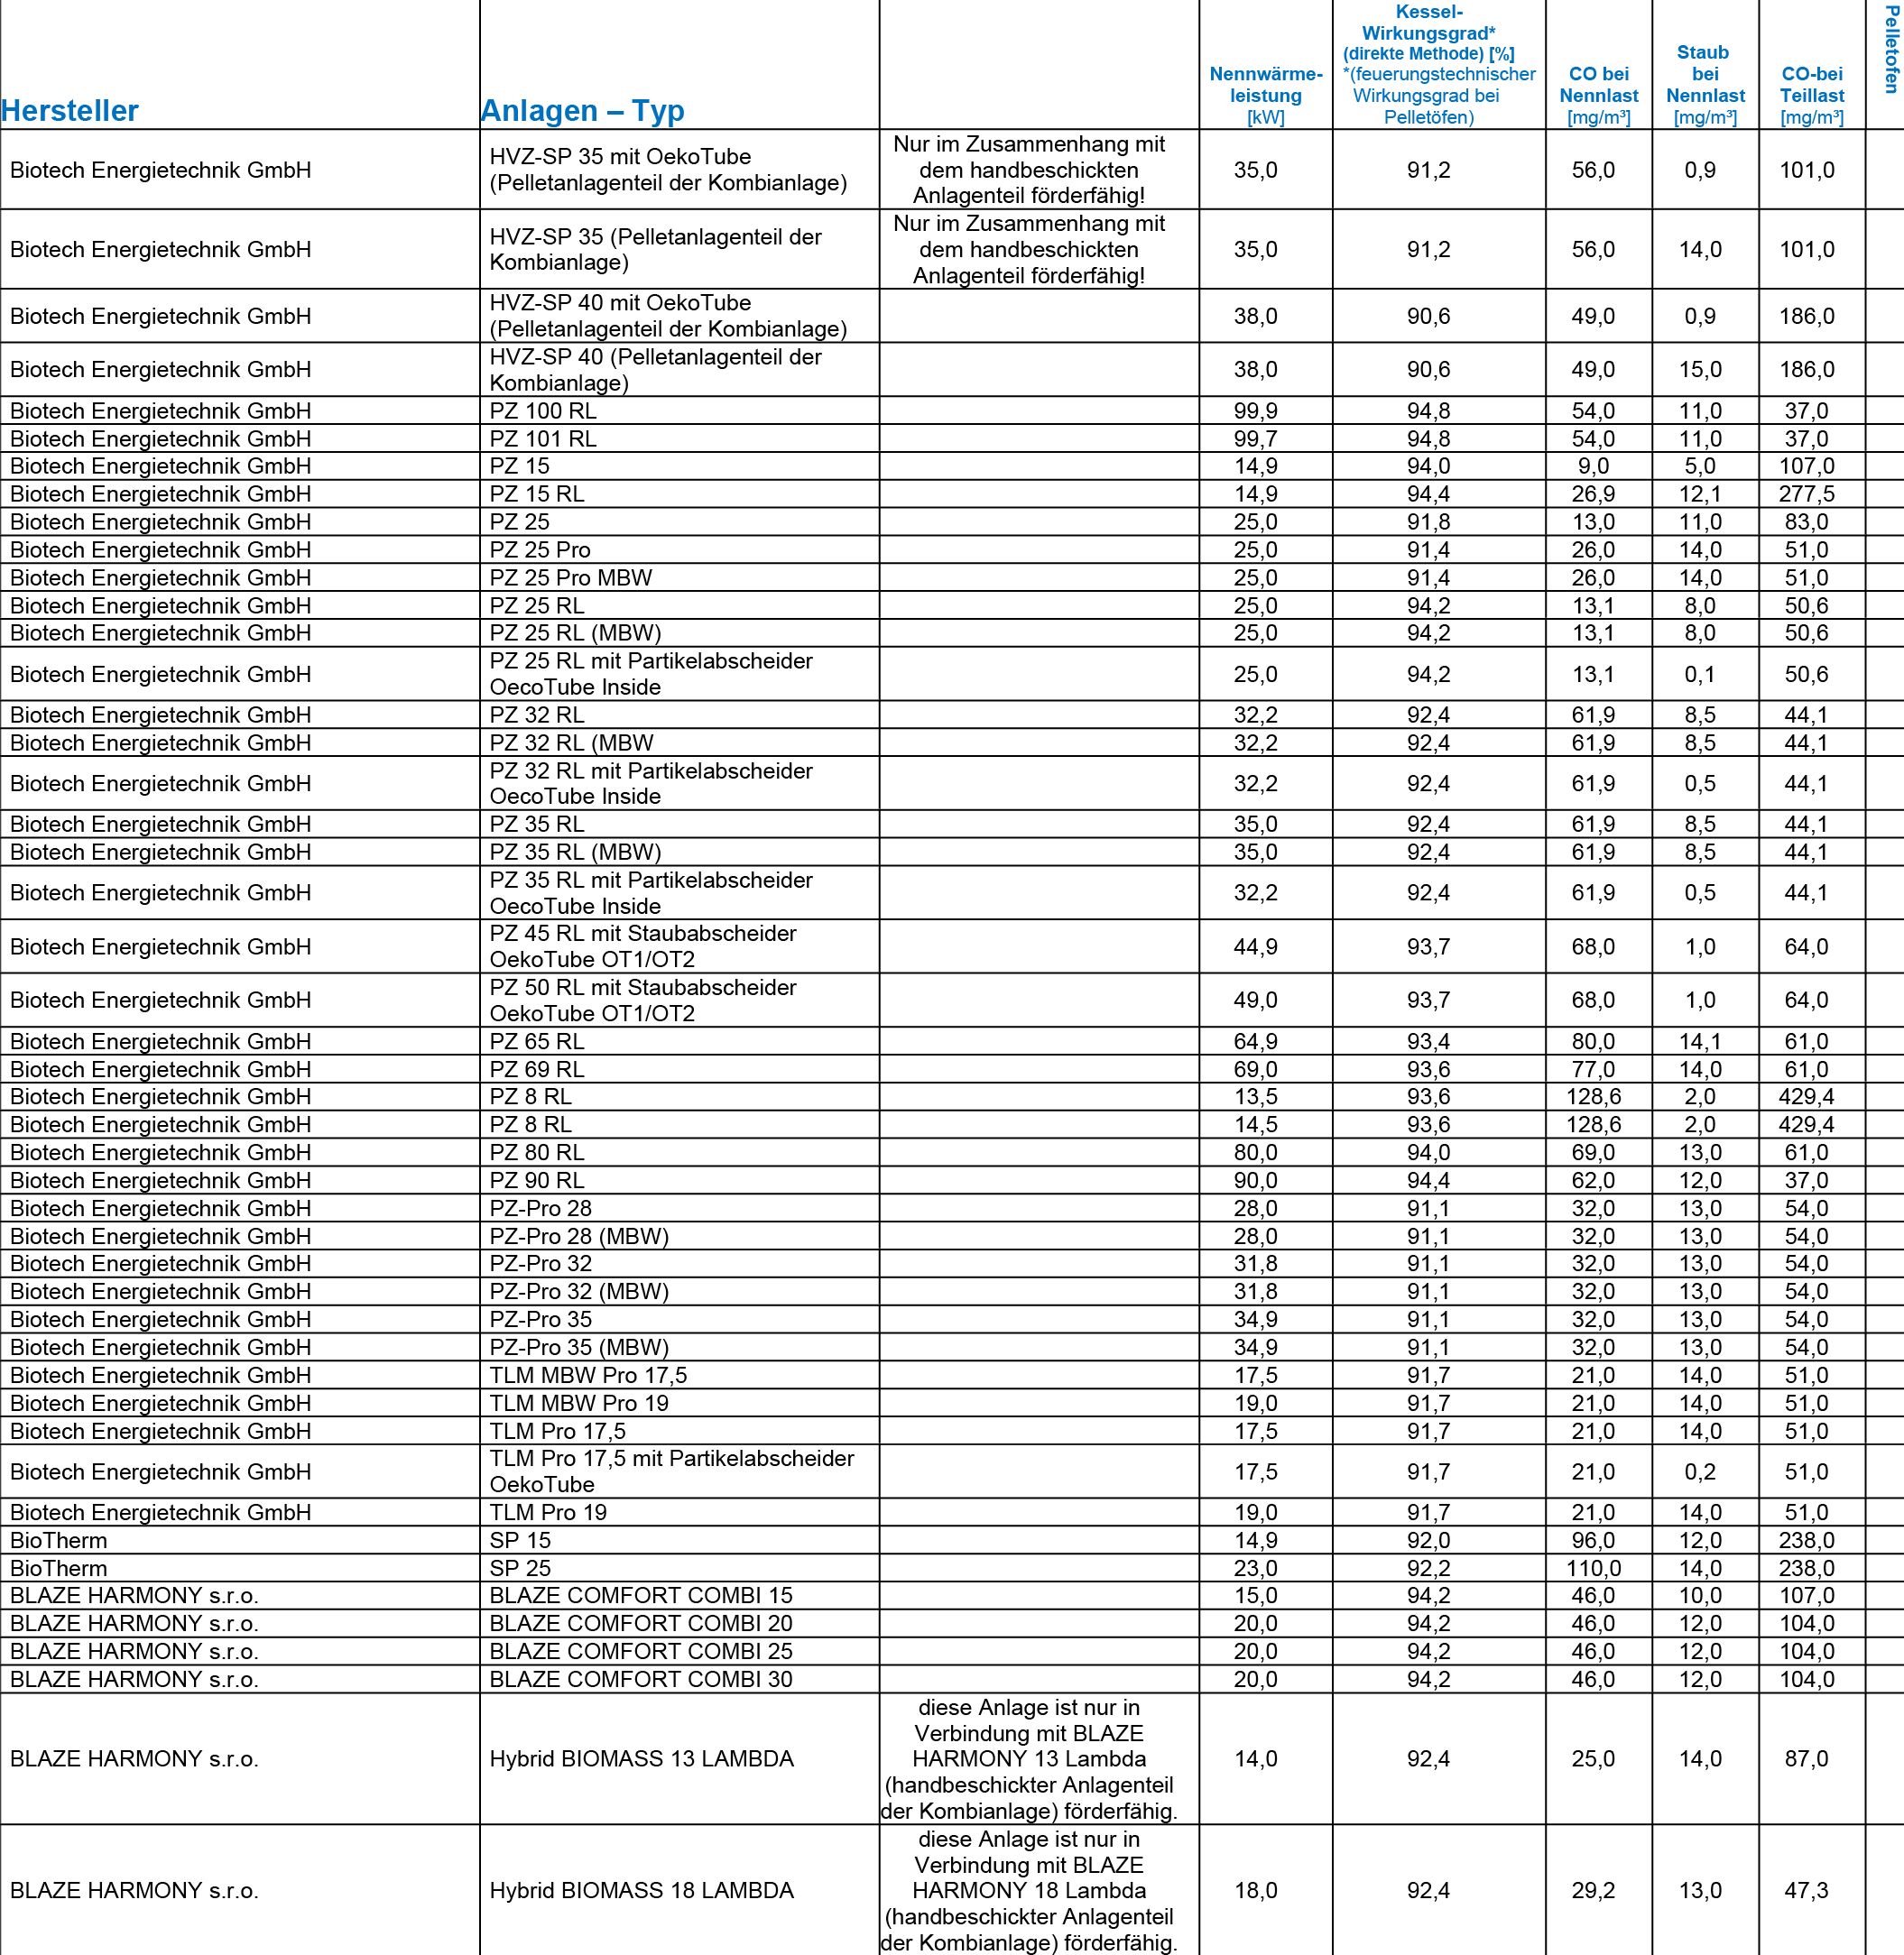 Hersteller Anlagen – Typ Nennwärme-leistung [kW] Kessel-Wirkungsgrad* (direkte Methode) [%] *(feuerungstechnischer Wirkungsgrad bei Pelletöfen) CO bei Nennlast [mg/m³] Staub bei Nennlast [mg/m³] CO-bei Teillast [mg/m³] Pelletofen
Biotech Energietechnik GmbH HVZ-SP 35 mit OekoTube (Pelletanlagenteil der Kombianlage) Nur im Zusammenhang mit dem handbeschickten Anlagenteil förderfähig! 35,0 91,2 56,0 0,9 101,0
Biotech Energietechnik GmbH HVZ-SP 35 (Pelletanlagenteil der Kombianlage) Nur im Zusammenhang mit dem handbeschickten Anlagenteil förderfähig! 35,0 91,2 56,0 14,0 101,0
Biotech Energietechnik GmbH HVZ-SP 40 mit OekoTube (Pelletanlagenteil der Kombianlage) 38,0 90,6 49,0 0,9 186,0
Biotech Energietechnik GmbH HVZ-SP 40 (Pelletanlagenteil der Kombianlage) 38,0 90,6 49,0 15,0 186,0
Biotech Energietechnik GmbH PZ 100 RL 99,9 94,8 54,0 11,0 37,0
Biotech Energietechnik GmbH PZ 101 RL 99,7 94,8 54,0 11,0 37,0
Biotech Energietechnik GmbH PZ 15 14,9 94,0 9,0 5,0 107,0
Biotech Energietechnik GmbH PZ 15 RL 14,9 94,4 26,9 12,1 277,5
Biotech Energietechnik GmbH PZ 25 25,0 91,8 13,0 11,0 83,0
Biotech Energietechnik GmbH PZ 25 Pro 25,0 91,4 26,0 14,0 51,0
Biotech Energietechnik GmbH PZ 25 Pro MBW 25,0 91,4 26,0 14,0 51,0
Biotech Energietechnik GmbH PZ 25 RL 25,0 94,2 13,1 8,0 50,6
Biotech Energietechnik GmbH PZ 25 RL (MBW) 25,0 94,2 13,1 8,0 50,6
Biotech Energietechnik GmbH PZ 25 RL mit Partikelabscheider OecoTube Inside 25,0 94,2 13,1 0,1 50,6
Biotech Energietechnik GmbH PZ 32 RL 32,2 92,4 61,9 8,5 44,1
Biotech Energietechnik GmbH PZ 32 RL (MBW 32,2 92,4 61,9 8,5 44,1
Biotech Energietechnik GmbH PZ 32 RL mit Partikelabscheider OecoTube Inside 32,2 92,4 61,9 0,5 44,1
Biotech Energietechnik GmbH PZ 35 RL 35,0 92,4 61,9 8,5 44,1
Biotech Energietechnik GmbH PZ 35 RL (MBW) 35,0 92,4 61,9 8,5 44,1
Biotech Energietechnik GmbH PZ 35 RL mit Partikelabscheider OecoTube Inside 32,2 92,4 61,9 0,5 44,1
Biotech Energietechnik GmbH PZ 45 RL mit Staubabscheider OekoTube OT1/OT2 44,9 93,7 68,0 1,0 64,0
Biotech Energietechnik GmbH PZ 50 RL mit Staubabscheider OekoTube OT1/OT2 49,0 93,7 68,0 1,0 64,0
Biotech Energietechnik GmbH PZ 65 RL 64,9 93,4 80,0 14,1 61,0
Biotech Energietechnik GmbH PZ 69 RL 69,0 93,6 77,0 14,0 61,0
Biotech Energietechnik GmbH PZ 8 RL 13,5 93,6 128,6 2,0 429,4
Biotech Energietechnik GmbH PZ 8 RL 14,5 93,6 128,6 2,0 429,4
Biotech Energietechnik GmbH PZ 80 RL 80,0 94,0 69,0 13,0 61,0
Biotech Energietechnik GmbH PZ 90 RL 90,0 94,4 62,0 12,0 37,0
Biotech Energietechnik GmbH PZ-Pro 28 28,0 91,1 32,0 13,0 54,0
Biotech Energietechnik GmbH PZ-Pro 28 (MBW) 28,0 91,1 32,0 13,0 54,0
Biotech Energietechnik GmbH PZ-Pro 32 31,8 91,1 32,0 13,0 54,0
Biotech Energietechnik GmbH PZ-Pro 32 (MBW) 31,8 91,1 32,0 13,0 54,0
Biotech Energietechnik GmbH PZ-Pro 35 34,9 91,1 32,0 13,0 54,0
Biotech Energietechnik GmbH PZ-Pro 35 (MBW) 34,9 91,1 32,0 13,0 54,0
Biotech Energietechnik GmbH TLM MBW Pro 17,5 17,5 91,7 21,0 14,0 51,0
Biotech Energietechnik GmbH TLM MBW Pro 19 19,0 91,7 21,0 14,0 51,0
Biotech Energietechnik GmbH TLM Pro 17,5 17,5 91,7 21,0 14,0 51,0
Biotech Energietechnik GmbH TLM Pro 17,5 mit Partikelabscheider OekoTube 17,5 91,7 21,0 0,2 51,0
Biotech Energietechnik GmbH TLM Pro 19 19,0 91,7 21,0 14,0 51,0
BioTherm SP 15 14,9 92,0 96,0 12,0 238,0
BioTherm SP 25 23,0 92,2 110,0 14,0 238,0
BLAZE HARMONY s.r.o. BLAZE COMFORT COMBI 15 15,0 94,2 46,0 10,0 107,0
BLAZE HARMONY s.r.o. BLAZE COMFORT COMBI 20 20,0 94,2 46,0 12,0 104,0
BLAZE HARMONY s.r.o. BLAZE COMFORT COMBI 25 20,0 94,2 46,0 12,0 104,0
BLAZE HARMONY s.r.o. BLAZE COMFORT COMBI 30 20,0 94,2 46,0 12,0 104,0
BLAZE HARMONY s.r.o. Hybrid BIOMASS 13 LAMBDA diese Anlage ist nur in Verbindung mit BLAZE HARMONY 13 Lambda (handbeschickter Anlagenteil der Kombianlage) förderfähig. 14,0 92,4 25,0 14,0 87,0
BLAZE HARMONY s.r.o. Hybrid BIOMASS 18 LAMBDA diese Anlage ist nur in Verbindung mit BLAZE HARMONY 18 Lambda (handbeschickter Anlagenteil der Kombianlage) förderfähig. 18,0 92,4 29,2 13,0 47,3